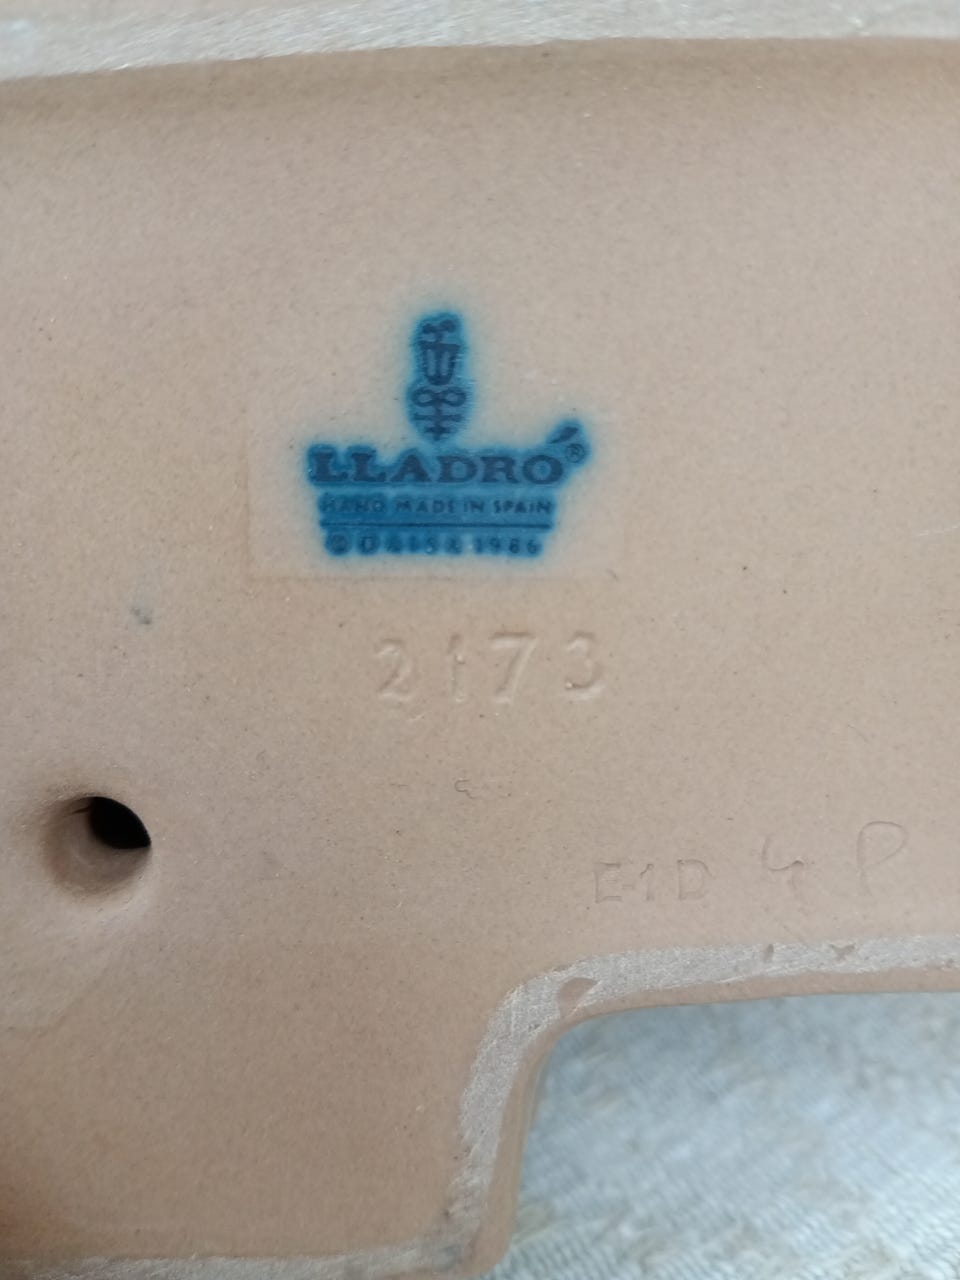 LLADRÓ®
HAND MADE IN SPAIN
© DAISA 1986
2173
E-1D 4 P